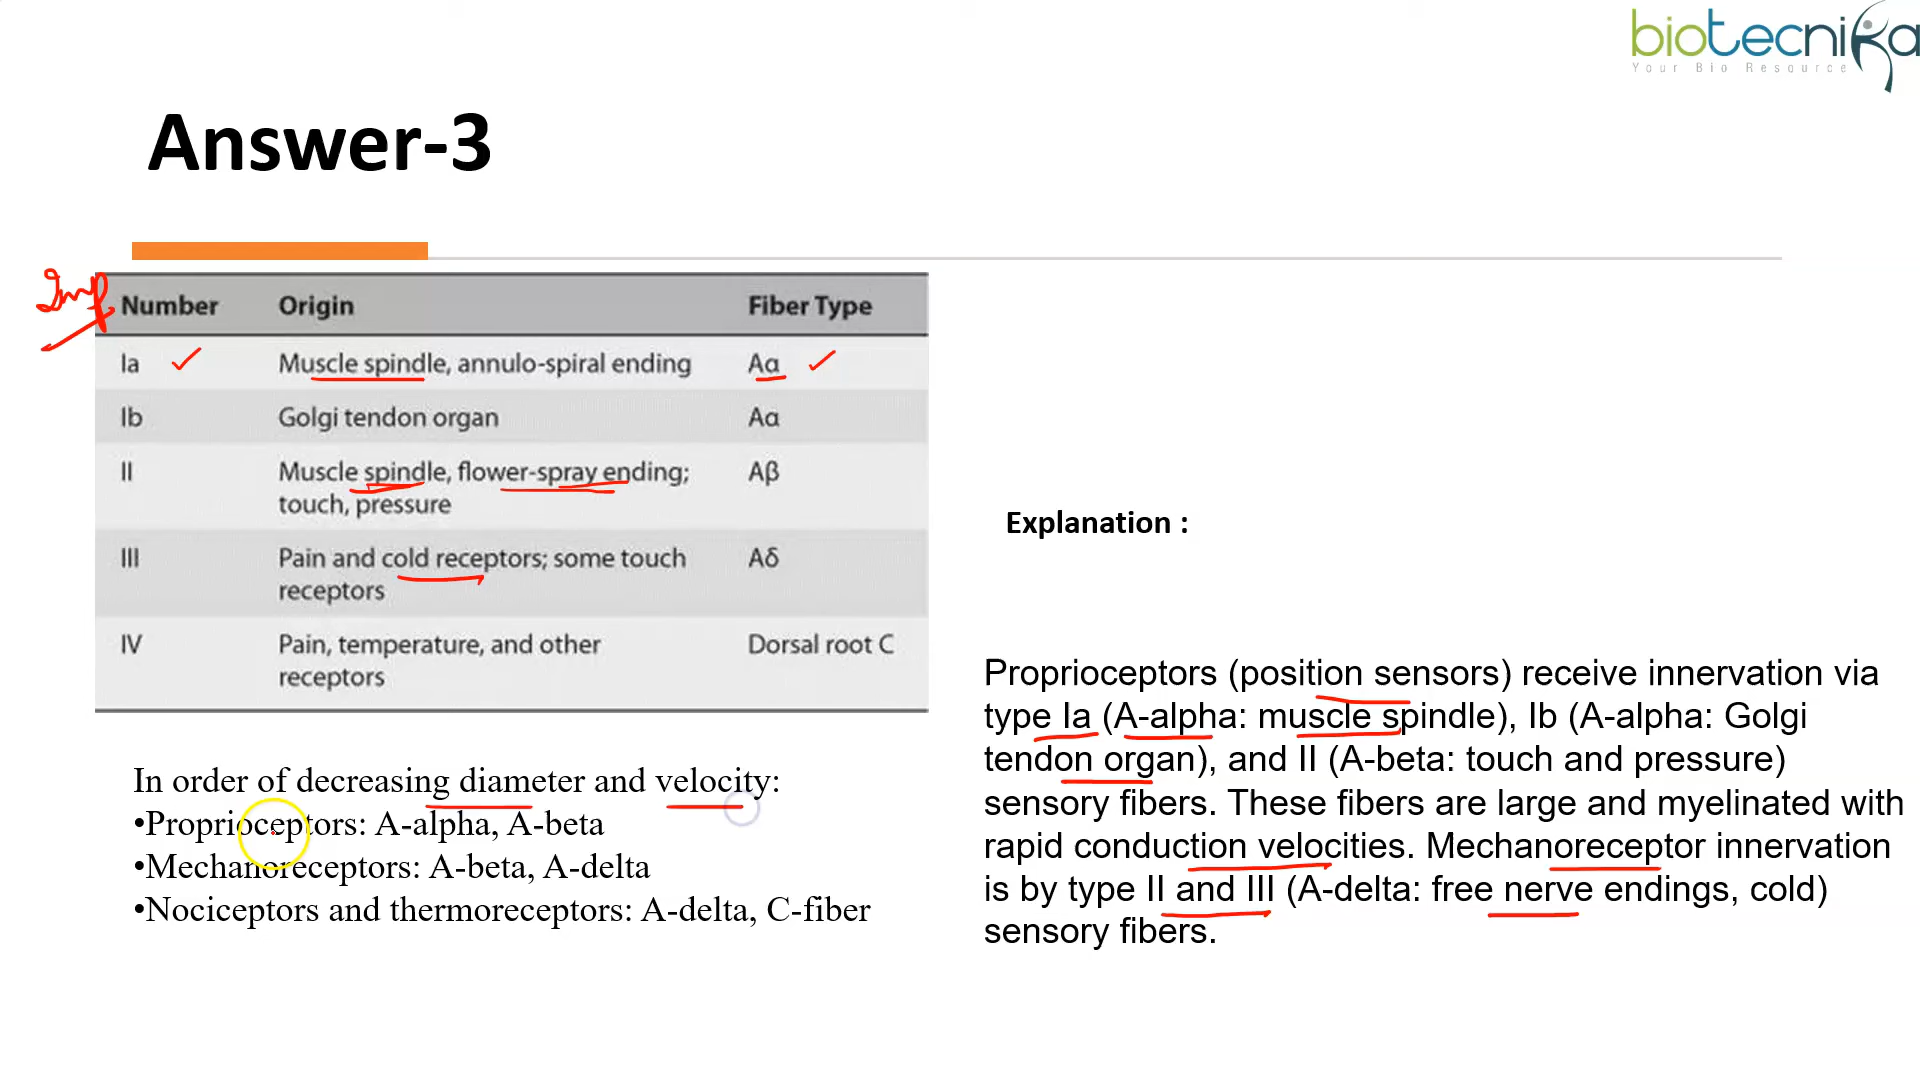 biotecnika
Your Bio Resource
Answer-3
Imp
Number Origin Fiber Type
Ia Muscle spindle, annulo-spiral ending Aα
Ib Golgi tendon organ Aα
II Muscle spindle, flower-spray ending; Aβ
touch, pressure
III Pain and cold receptors; some touch Aδ
receptors
IV Pain, temperature, and other Dorsal root C
receptors
In order of decreasing diameter and velocity:
•Proprioceptors: A-alpha, A-beta
•Mechanoreceptors: A-beta, A-delta
•Nociceptors and thermoreceptors: A-delta, C-fiber
Explanation :
Proprioceptors (position sensors) receive innervation via
type Ia (A-alpha: muscle spindle), Ib (A-alpha: Golgi
tendon organ), and II (A-beta: touch and pressure)
sensory fibers. These fibers are large and myelinated with
rapid conduction velocities. Mechanoreceptor innervation
is by type II and III (A-delta: free nerve endings, cold)
sensory fibers.